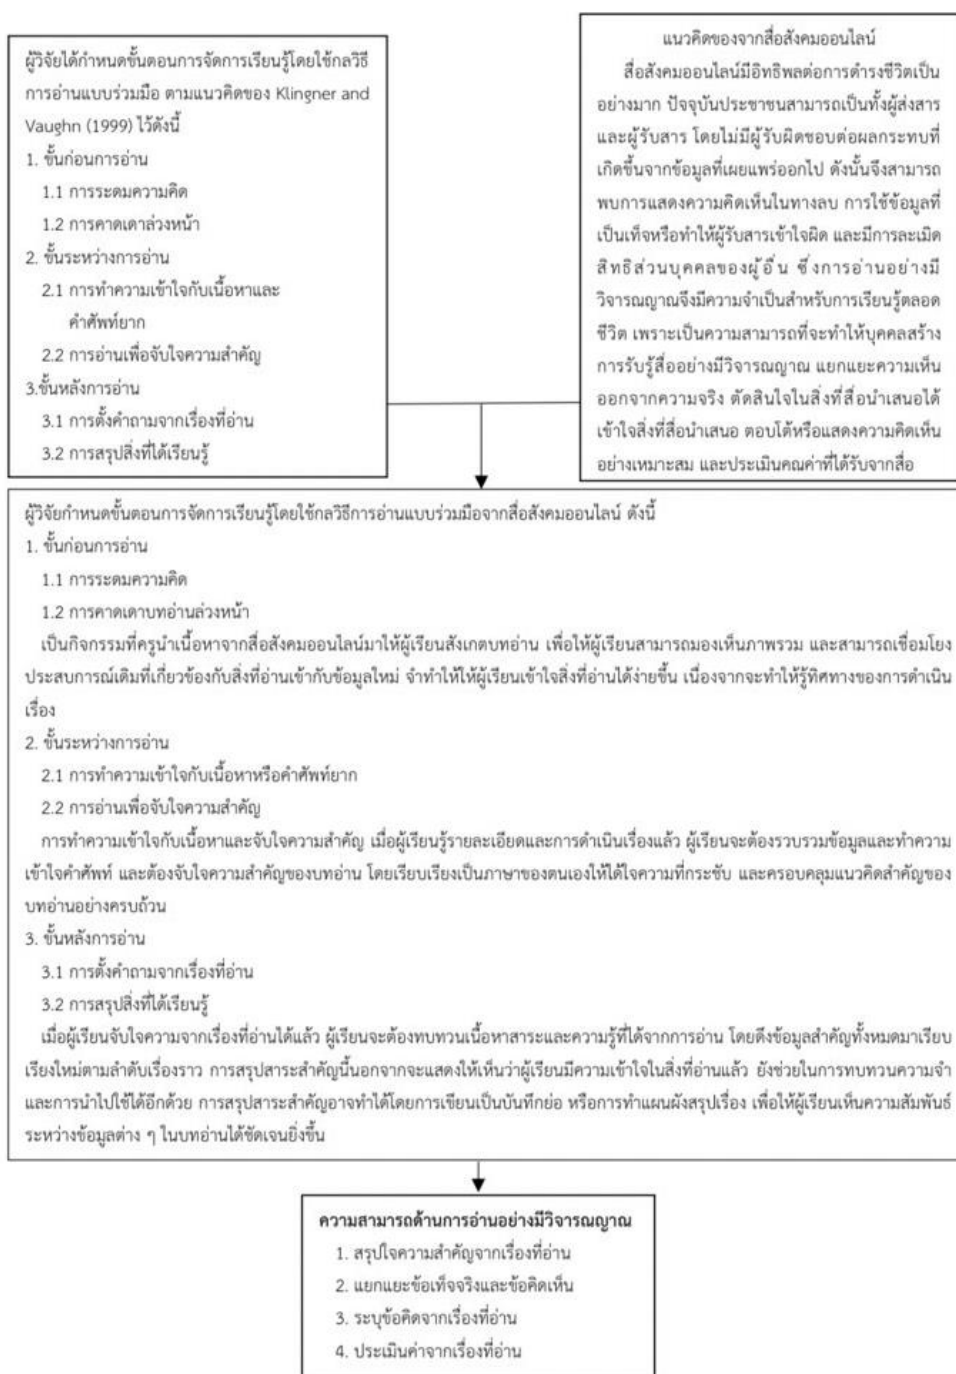 ผู้วิจัยได้กำหนดขั้นตอนการจัดการเรียนรู้โดยใช้กลวิธี
การอ่านแบบร่วมมือ ตามแนวคิดของ Klingner and
Vaughn (1999) ไว้ดังนี้
1. ขั้นก่อนการอ่าน
1.1 การระดมความคิด
1.2 การคาดเดาล่วงหน้า
2. ขั้นระหว่างการอ่าน
2.1 การทำความเข้าใจกับเนื้อหาและ
คำศัพท์ยาก
2.2 การอ่านเพื่อจับใจความสำคัญ
3.ขั้นหลังการอ่าน
3.1 การตั้งคำถามจากเรื่องที่อ่าน
3.2 การสรุปสิ่งที่ได้เรียนรู้
แนวคิดของจากสื่อสังคมออนไลน์
สื่อสังคมออนไลน์มีอิทธิพลต่อการดำรงชีวิตเป็น
อย่างมาก ปัจจุบันประชาชนสามารถเป็นทั้งผู้ส่งสาร
และผู้รับสาร โดยไม่มีผู้รับผิดชอบต่อผลกระทบที่
เกิดขึ้นจากข้อมูลที่เผยแพร่ออกไป ดังนั้นจึงสามารถ
พบการแสดงความคิดเห็นในทางลบ การใช้ข้อมูลที่
เป็นเท็จหรือทำให้ผู้รับสารเข้าใจผิด และมีการละเมิด
สิทธิส่วนบุคคลของผู้อื่น ซึ่งการอ่านอย่างมี
วิจารณญาณจึงมีความจำเป็นสำหรับการเรียนรู้ตลอด
ชีวิต เพราะเป็นความสามารถที่จะทำให้บุคคลสร้าง
การรับรู้สื่ออย่างมีวิจารณญาณ แยกแยะความเห็น
ออกจากความจริง ตัดสินใจในสิ่งที่สื่อนำเสนอได้
เข้าใจสิ่งที่สื่อนำเสนอ ตอบโต้หรือแสดงความคิดเห็น
อย่างเหมาะสม และประเมินคุณค่าที่ได้รับจากสื่อ
ผู้วิจัยกำหนดขั้นตอนการจัดการเรียนรู้โดยใช้กลวิธีการอ่านแบบร่วมมือจากสื่อสังคมออนไลน์ ดังนี้
1. ขั้นก่อนการอ่าน
1.1 การระดมความคิด
1.2 การคาดเดาบทอ่านล่วงหน้า
เป็นกิจกรรมที่ครูนำเนื้อหาจากสื่อสังคมออนไลน์มาให้ผู้เรียนสังเกตบทอ่าน เพื่อให้ผู้เรียนสามารถมองเห็นภาพรวม และสามารถเชื่อมโยง
ประสบการณ์เดิมที่เกี่ยวข้องกับสิ่งที่อ่านเข้ากับข้อมูลใหม่ จำทำให้ให้ผู้เรียนเข้าใจสิ่งที่อ่านได้ง่ายขึ้น เนื่องจากจะทำให้รู้ทิศทางของการดำเนิน
เรื่อง
2. ขั้นระหว่างการอ่าน
2.1 การทำความเข้าใจกับเนื้อหาหรือคำศัพท์ยาก
2.2 การอ่านเพื่อจับใจความสำคัญ
การทำความเข้าใจกับเนื้อหาและจับใจความสำคัญ เมื่อผู้เรียนรู้รายละเอียดและการดำเนินเรื่องแล้ว ผู้เรียนจะต้องรวบรวมข้อมูลและทำความ
เข้าใจคำศัพท์ และต้องจับใจความสำคัญของบทอ่าน โดยเรียบเรียงเป็นภาษาของตนเองให้ได้ใจความที่กระชับ และครอบคลุมแนวคิดสำคัญของ
บทอ่านอย่างครบถ้วน
3. ขั้นหลังการอ่าน
3.1 การตั้งคำถามจากเรื่องที่อ่าน
3.2 การสรุปสิ่งที่ได้เรียนรู้
เมื่อผู้เรียนจับใจความจากเรื่องที่อ่านได้แล้ว ผู้เรียนจะต้องทบทวนเนื้อหาสาระและความรู้ที่ได้จากการอ่าน โดยดึงข้อมูลสำคัญทั้งหมดมาเรียบ
เรียงใหม่ตามลำดับเรื่องราว การสรุปสาระสำคัญนี้นอกจากจะแสดงให้เห็นว่าผู้เรียนมีความเข้าใจในสิ่งที่อ่านแล้ว ยังช่วยในการทบทวนความจำ
และการนำไปใช้ได้อีกด้วย การสรุปสาระสำคัญอาจทำได้โดยการเขียนเป็นบันทึกย่อ หรือการทำแผนผังสรุปเรื่อง เพื่อให้ผู้เรียนเห็นความสัมพันธ์
ระหว่างข้อมูลต่าง ๆ ในบทอ่านได้ชัดเจนยิ่งขึ้น
ความสามารถด้านการอ่านอย่างมีวิจารณญาณ
1. สรุปใจความสำคัญจากเรื่องที่อ่าน
2. แยกแยะข้อเท็จจริงและข้อคิดเห็น
3. ระบุข้อคิดจากเรื่องที่อ่าน
4. ประเมินค่าจากเรื่องที่อ่าน